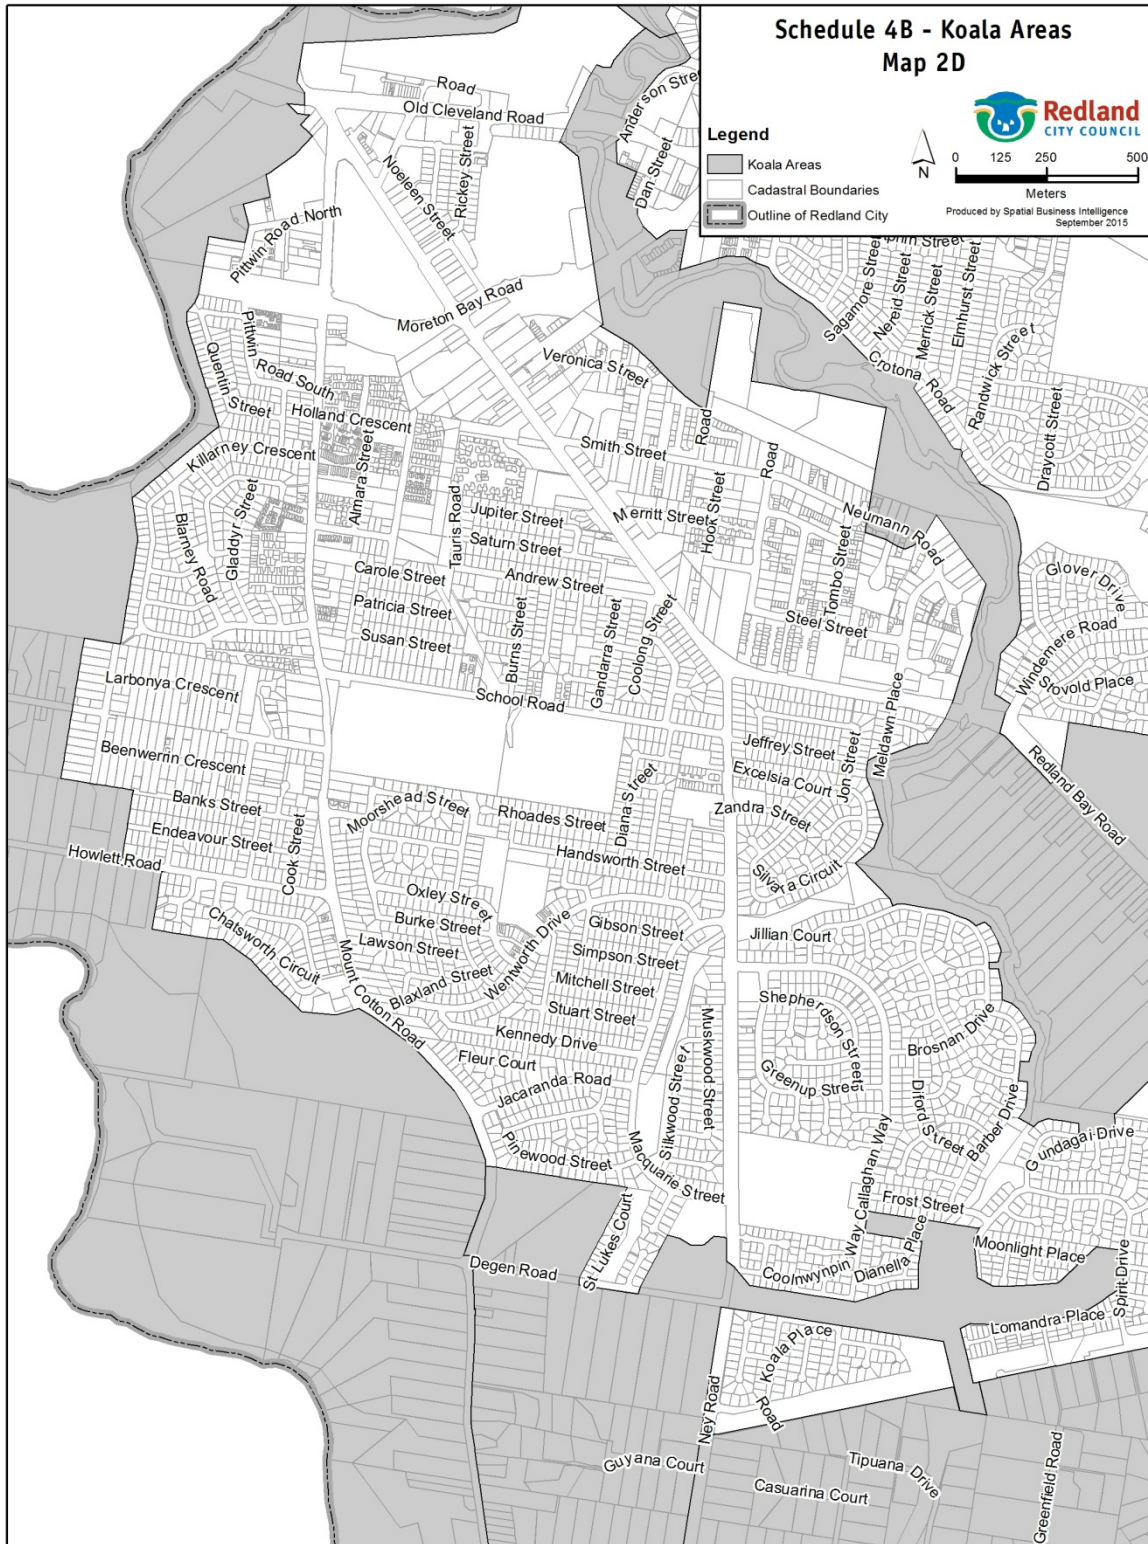 Schedule 4B - Koala Areas
Map 2D
Redland
CITY COUNCIL
Legend
Koala Areas
Cadastral Boundaries
Outline of Redland City
N
0 125 250 500
Meters
Produced by Spatial Business Intelligence
September 2015
Road
Old Cleveland Road
Anderson Stree
Dan Street
Noeleen Street
Rickey Street
Pittwin Road North
Moreton Bay Road
Sagamore Street
Nereid Street
Merrick Street
Elmhurst Street
Crotona Road
Randwick Street
Draycott Street
Pittwin Road South
Quentin Street
Veronica Street
Holland Crescent
Smith Street
Road
Road
Killarney Crescent
Almara Street
Gladdyr Street
Blarney Road
Tauris Road
Jupiter Street
Saturn Street
Merritt Street
Hook Street
Neumann Road
Tombo Street
Carole Street
Andrew Street
Patricia Street
Susan Street
Burns Street
Gandarra Street
Coolong Street
Steel Street
Glover Drive
Windemere Road
Stovold Place
School Road
Larbonya Crescent
Meldawn Place
Jeffrey Street
Jon Street
Redland Bay Road
Beenwerrin Crescent
Excelsia Court
Banks Street
Moorshead Street
Rhoades Street
Diana Street
Zandra Street
Endeavour Street
Howlett Road
Cook Street
Handsworth Street
Silvara Circuit
Oxley Street
Chatsworth Circuit
Burke Street
Gibson Street
Jillian Court
Lawson Street
Wentworth Drive
Simpson Street
Mount Cotton Road
Blaxland Street
Mitchell Street
Stuart Street
Shepherdson Street
Muskwood Street
Kennedy Drive
Brosnan Drive
Fleur Court
Greenup Street
Jacaranda Road
Silkwood Street
Diford Street
Barber Drive
Pinewood Street
Macquarie Street
Callaghan Way
Gundagai Drive
Frost Street
St Lukes Court
Degen Road
Coolnwynpin Way
Dianella Place
Moonlight Place
Spirit Drive
Lomandra Place
Koala Place
Ney Road
Road
Guyana Court
Tipuana Drive
Casuarina Court
Greenfield Road